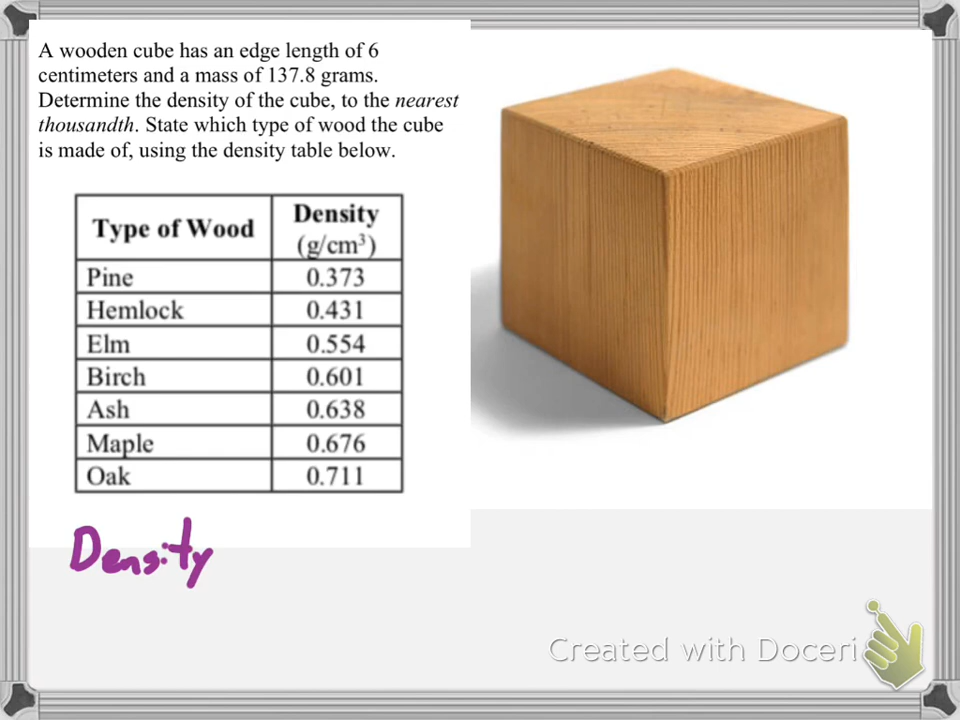 A wooden cube has an edge length of 6
centimeters and a mass of 137.8 grams.
Determine the density of the cube, to the nearest
thousandth. State which type of wood the cube
is made of, using the density table below.
Type of Wood Density (g/cm³)
Pine 0.373
Hemlock 0.431
Elm 0.554
Birch 0.601
Ash 0.638
Maple 0.676
Oak 0.711
Density
Created with Doceri